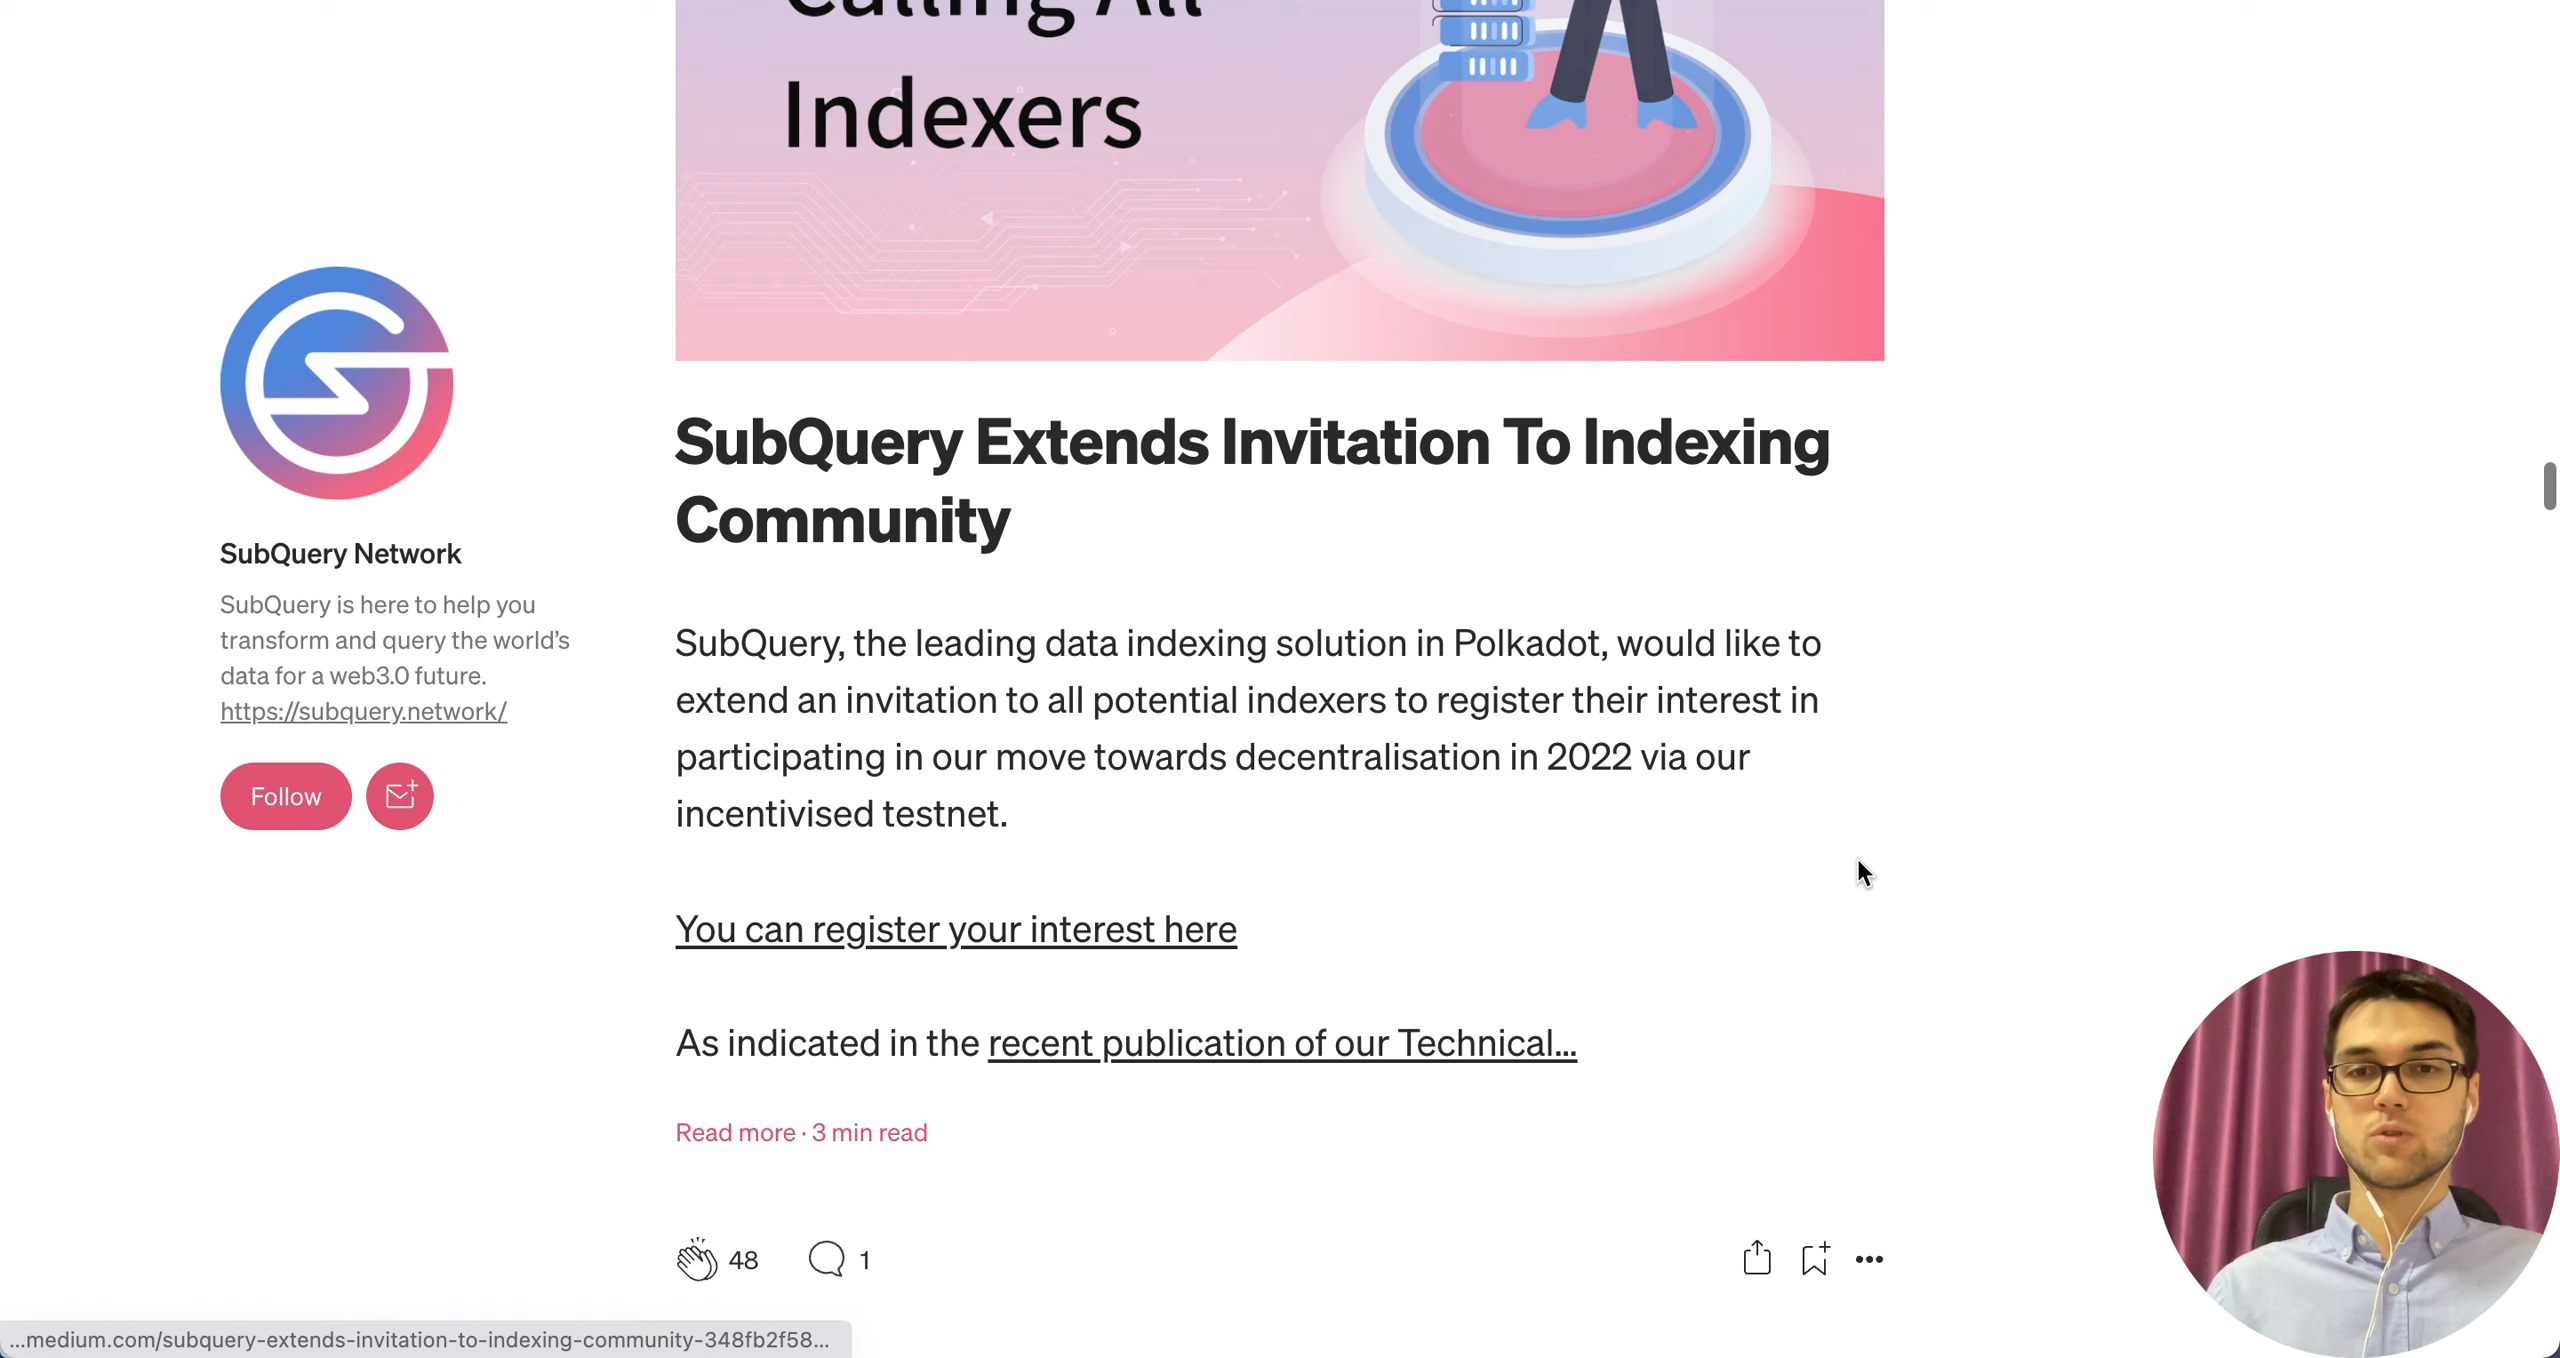 Calling All
Indexers
SubQuery Network
SubQuery is here to help you
transform and query the world's
data for a web3.0 future.
https://subquery.network/
Follow
SubQuery Extends Invitation To Indexing
Community
SubQuery, the leading data indexing solution in Polkadot, would like to
extend an invitation to all potential indexers to register their interest in
participating in our move towards decentralisation in 2022 via our
incentivised testnet.
You can register your interest here
As indicated in the recent publication of our Technical...
Read more · 3 min read
48
1
...medium.com/subquery-extends-invitation-to-indexing-community-348fb2f58...